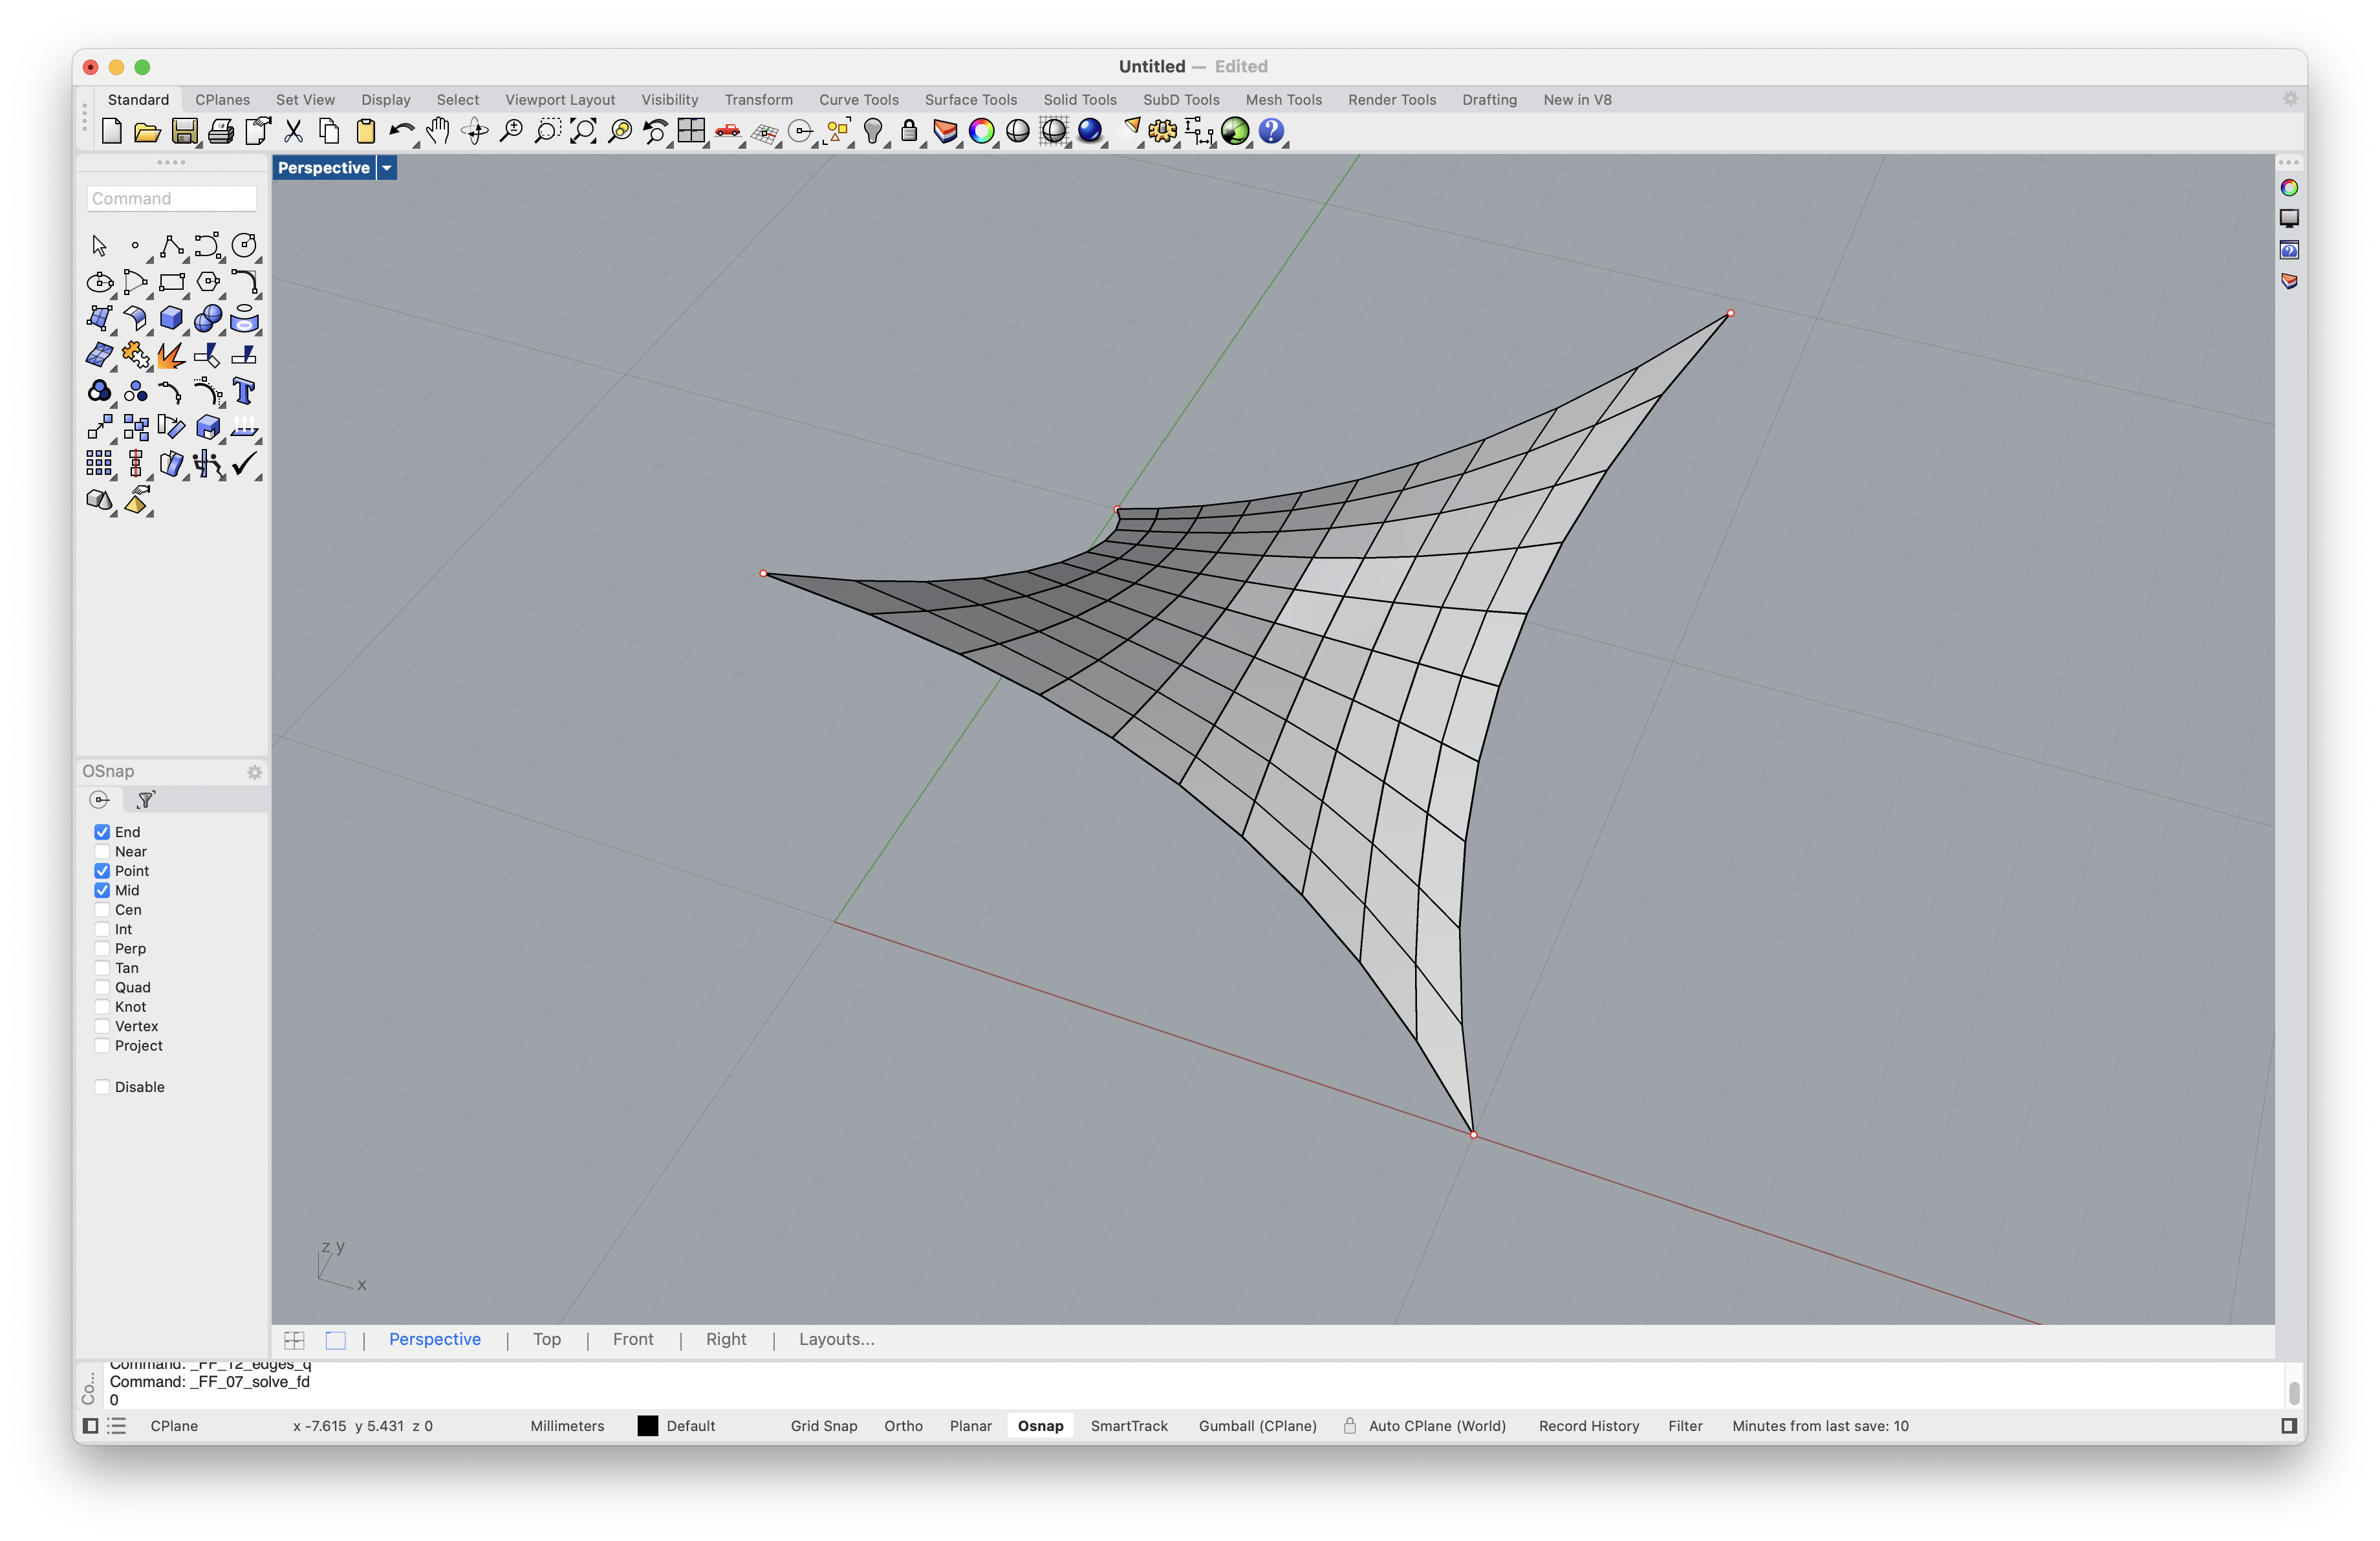 Untitled — Edited
Standard CPlanes Set View Display Select Viewport Layout Visibility Transform Curve Tools Surface Tools Solid Tools SubD Tools Mesh Tools Render Tools Drafting New in V8
Perspective
Command
OSnap
End
Near
Point
Mid
Cen
Int
Perp
Tan
Quad
Knot
Vertex
Project
Disable
z y
x
Perspective | Top | Front | Right | Layouts...
Command: _FF_12_edges_q
Command: _FF_07_solve_fd
0
Co...
CPlane x -7.615 y 5.431 z 0 Millimeters Default Grid Snap Ortho Planar Osnap SmartTrack Gumball (CPlane) Auto CPlane (World) Record History Filter Minutes from last save: 10